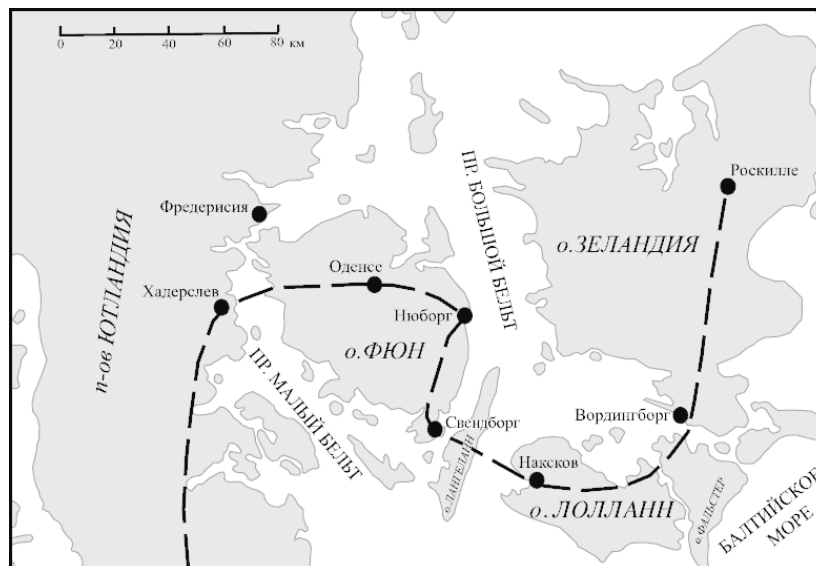 0 20 40 60 80 км
Роскилле
Фредерисия
ПР. БОЛЬШОЙ БЕЛЬТ
о.ЗЕЛАНДИЯ
п-ов ЮТЛАНДИЯ
Оденсе
Хадерслев
Нюборг
о.ФЮН
ПР. МАЛЫЙ БЕЛЬТ
Свендборг
Вордингборг
о.ЛАНГЕЛАНН
Наксков
о.ЛОЛЛАНН
о.ФАЛЬСТЕР
БАЛТИЙСКОЕ
МОРЕ